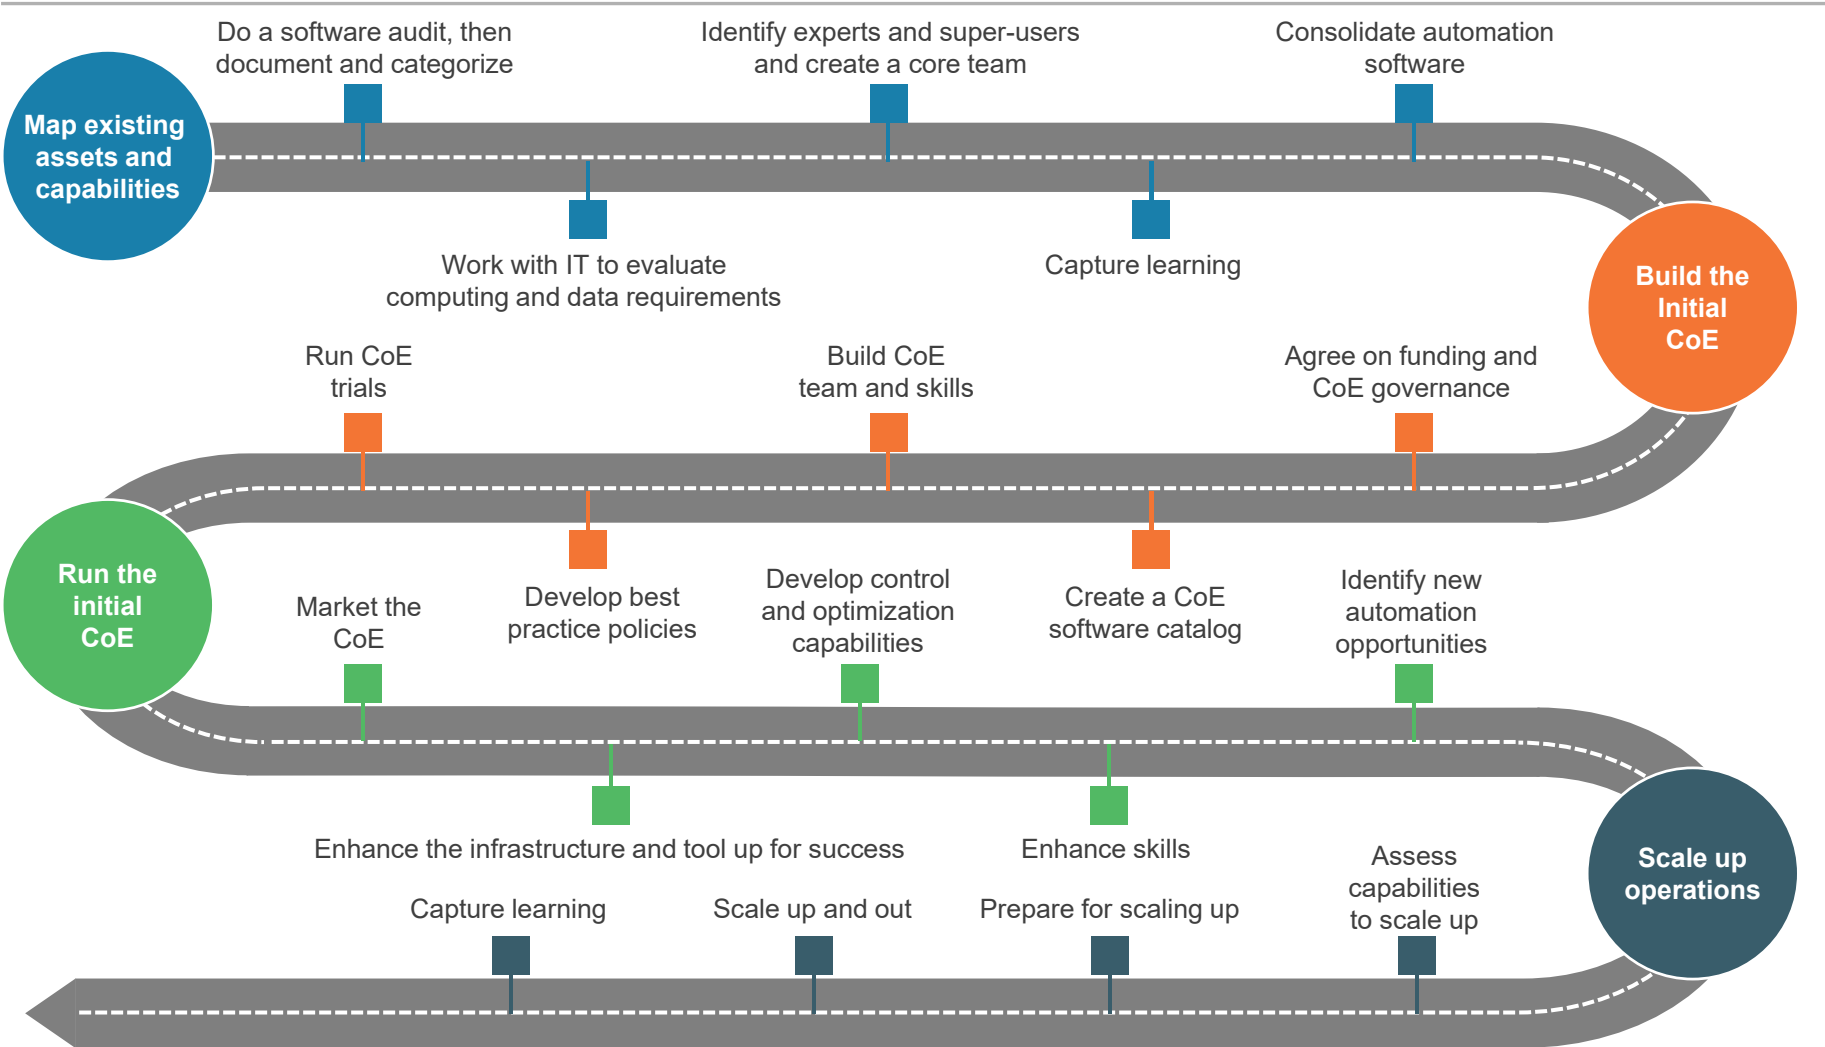 Do a software audit, then
document and categorize
Identify experts and super-users
and create a core team
Consolidate automation
software
Map existing
assets and
capabilities
Work with IT to evaluate
computing and data requirements
Capture learning
Build the
Initial
CoE
Run CoE
trials
Build CoE
team and skills
Agree on funding and
CoE governance
Develop best
practice policies
Create a CoE
software catalog
Run the
initial
CoE
Market the
CoE
Develop control
and optimization
capabilities
Identify new
automation
opportunities
Enhance the infrastructure and tool up for success
Enhance skills
Scale up
operations
Capture learning
Scale up and out
Prepare for scaling up
Assess
capabilities
to scale up